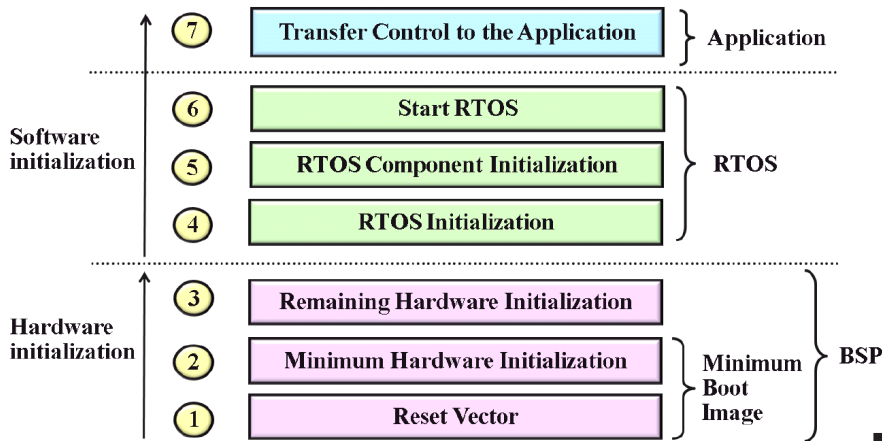 7
Transfer Control to the Application
Application
6
Start RTOS
Software
initialization
5
RTOS Component Initialization
RTOS
4
RTOS Initialization
3
Remaining Hardware Initialization
Hardware
initialization
2
Minimum Hardware Initialization
Minimum
Boot
Image
BSP
1
Reset Vector